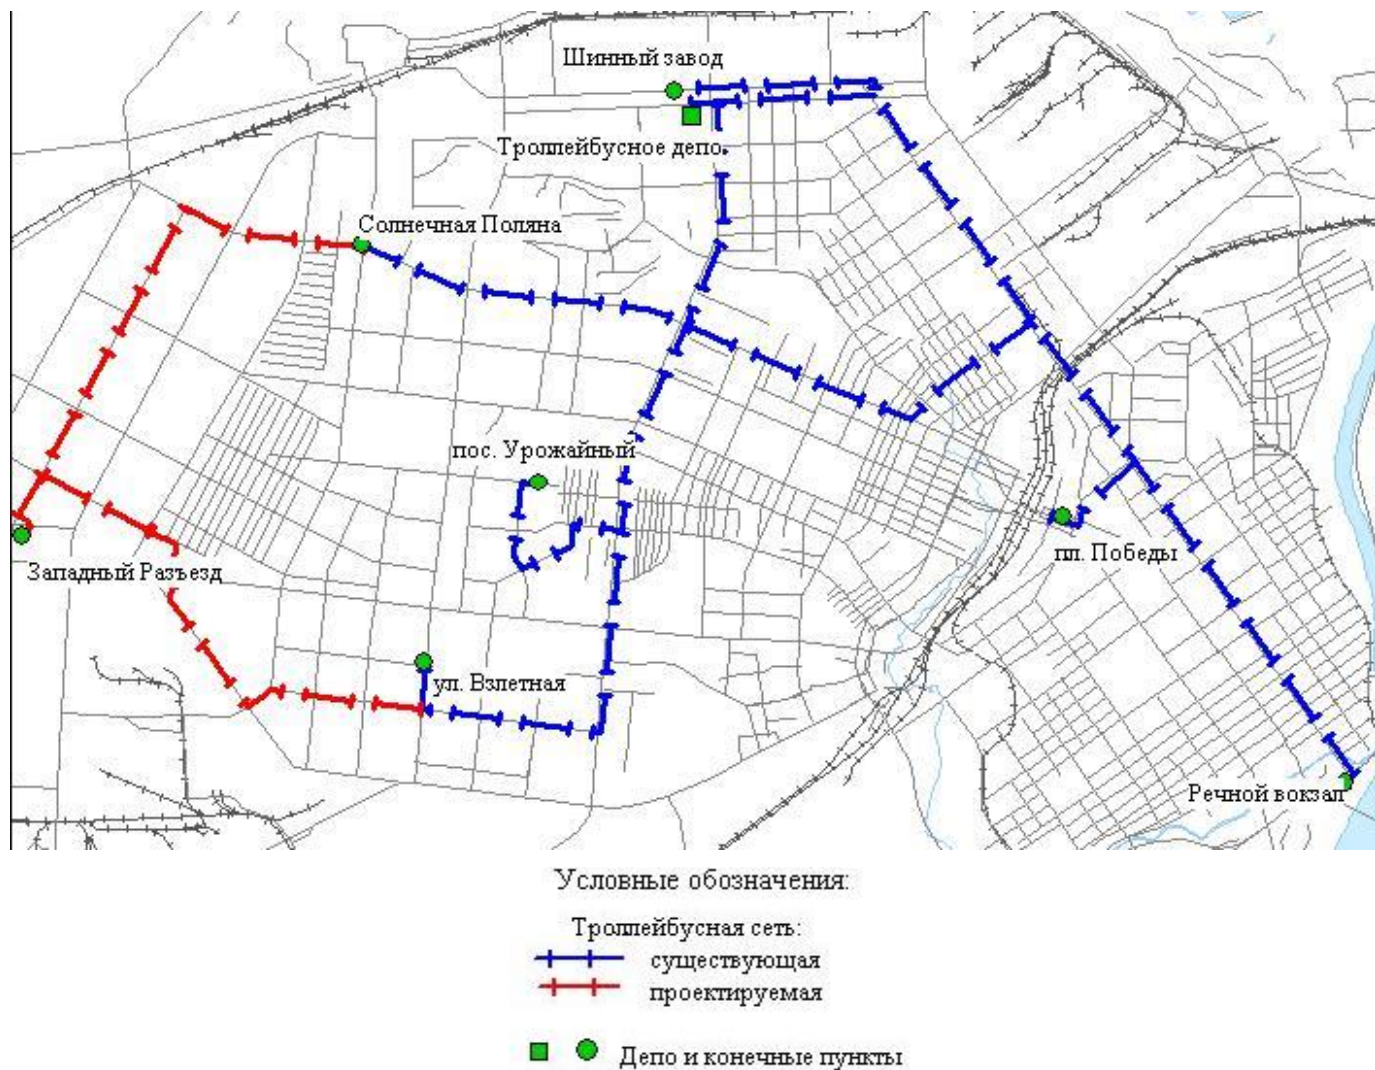 Шинный завод
Троллейбусное депо
Солнечная Поляна
пос. Урожайный
пл. Победы
Западный Разъезд
ул. Взлетная
Речной вокзал
Условные обозначения:
Троллейбусная сеть:
существующая
проектируемая
Депо и конечные пункты